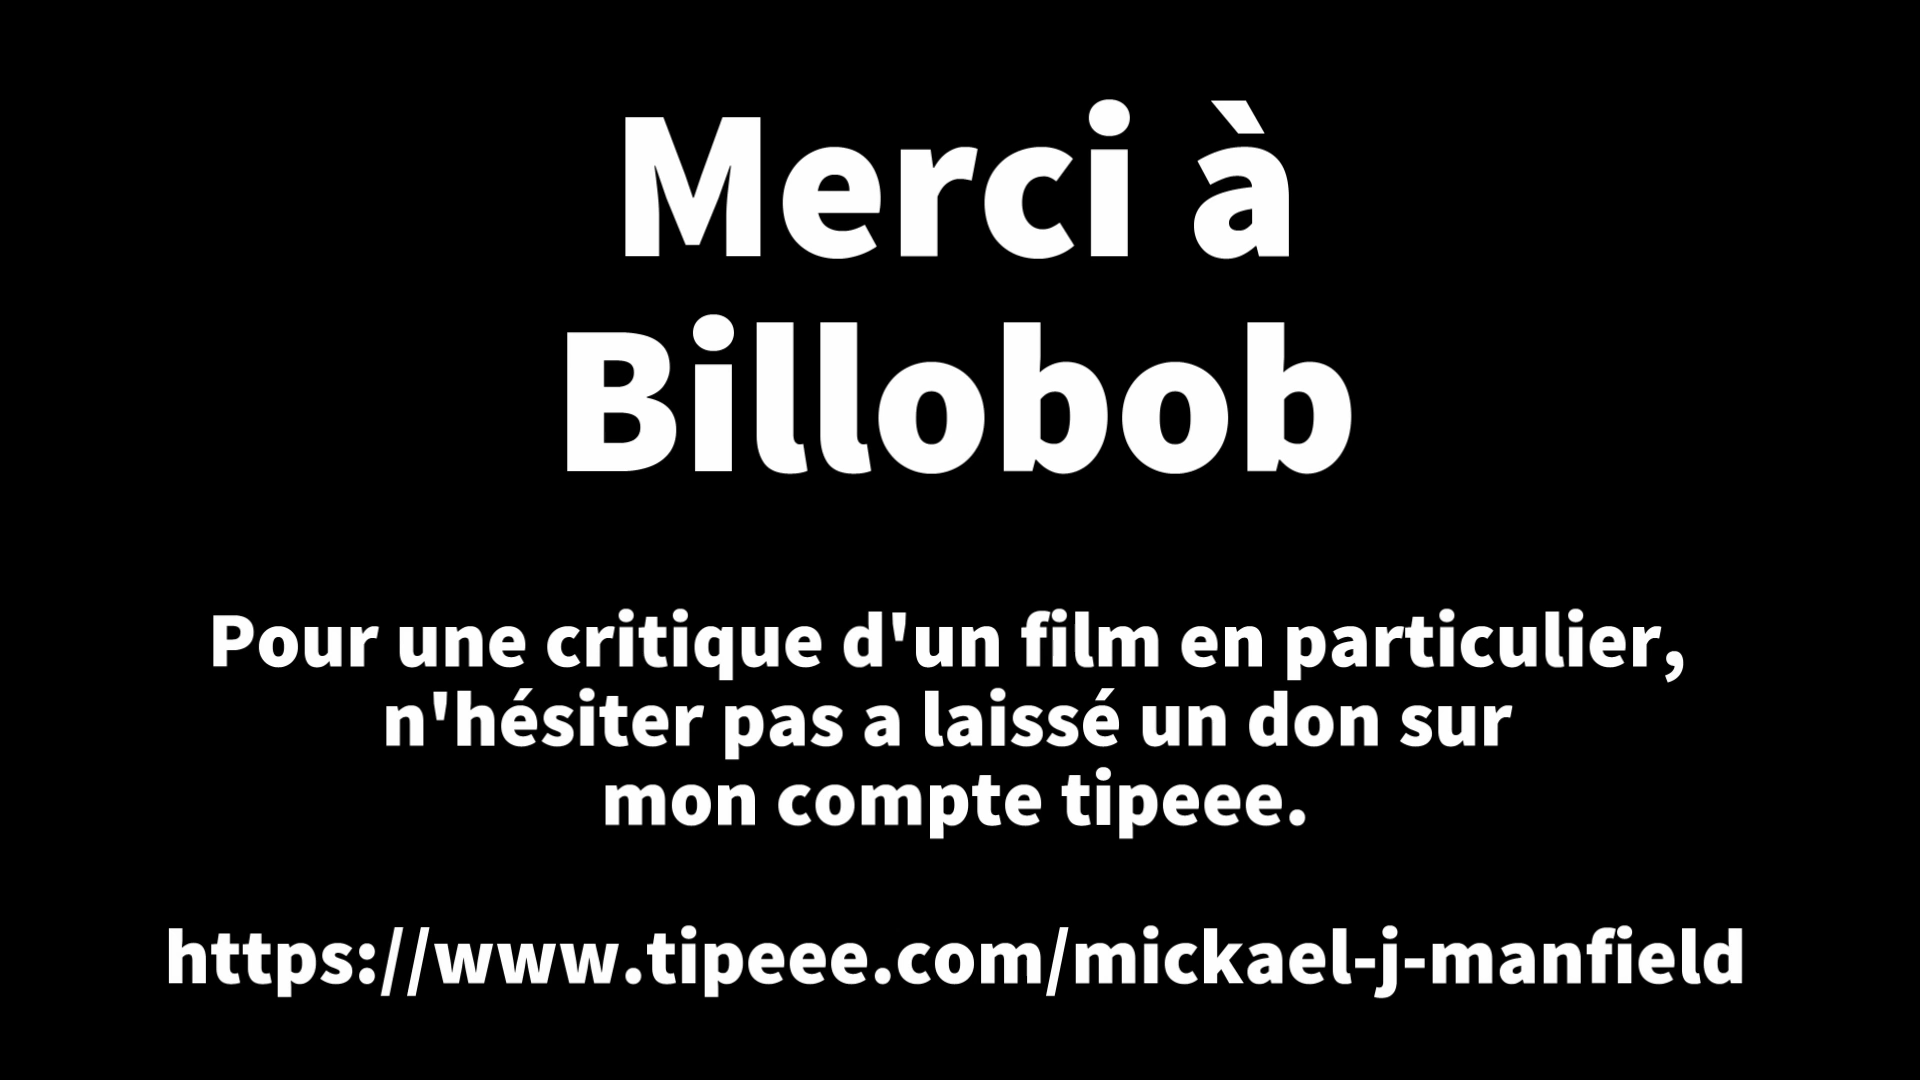 Merci à
Billobob
Pour une critique d'un film en particulier,
n'hésiter pas a laissé un don sur
mon compte tipeee.
https://www.tipeee.com/mickael-j-manfield